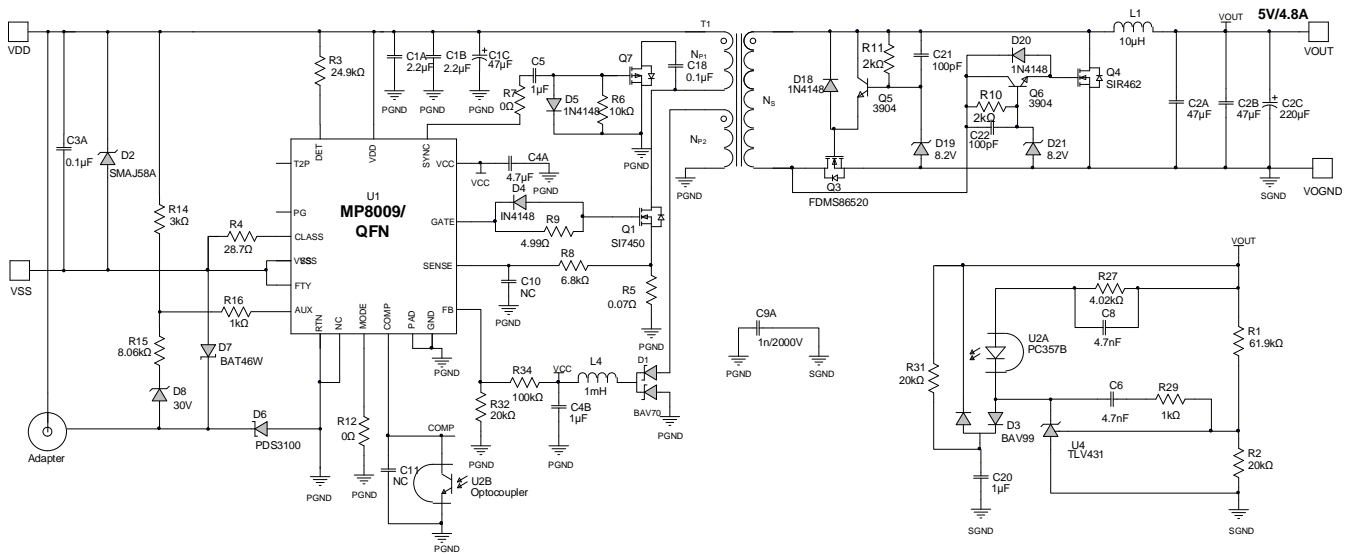 T1
L1
10µH
VOUT
5V/4.8A
VDD
VOUT
R3
24.9kΩ
C1A
2.2µF
C1B
2.2µF
C1C
47µF
PGND
PGND
PGND
C5
1µF
Q7
C18
0.1µF
NP1
R7
0Ω
D5
1N4148
R6
10kΩ
PGND
NP2
NS
PGND
D18
1N4148
R11
2kΩ
C21
100pF
Q5
3904
D19
8.2V
Q3
FDMS86520
D20
1N4148
Q6
3904
R10
2kΩ
C22
100pF
D21
8.2V
Q4
SIR462
C2A
47µF
C2B
47µF
C2C
220µF
SGND
VOGND
C3A
0.1µF
D2
SMAJ58A
R14
3kΩ
R4
28.7Ω
VSS
R16
1kΩ
R15
8.06kΩ
D7
BAT46W
D8
30V
D6
PDS3100
Adapter
PGND
U1
MP8009/
QFN
DET
VDD
SYNC
T2P
PG
CLASS
VSS
FTY
AUX
RTN
NC
MODE
COMP
PAD
GND
VCC
GATE
SENSE
FB
VCC
C4A
4.7µF
PGND
D4
IN4148
R9
4.99Ω
Q1
SI7450
R8
6.8kΩ
C10
NC
PGND
R5
0.07Ω
PGND
PGND
R34
100kΩ
R32
20kΩ
PGND
VCC
C4B
1µF
PGND
L4
1mH
D1
BAV70
PGND
R12
0Ω
PGND
COMP
C11
NC
U2B
Optocoupler
PGND
C9A
1n/2000V
PGND
SGND
VOUT
R27
4.02kΩ
C8
4.7nF
U2A
PC357B
R31
20kΩ
R1
61.9kΩ
C6
4.7nF
R29
1kΩ
D3
BAV99
U4
TLV431
R2
20kΩ
C20
1µF
SGND
SGND